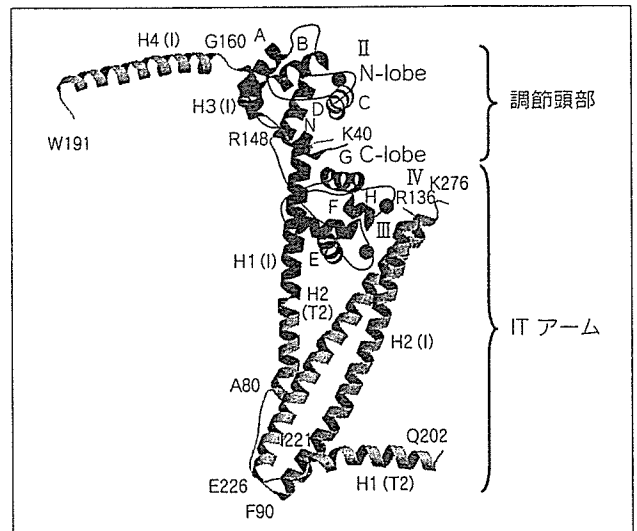 H4 (I)
G160
A
B
II
N-lobe
H3 (I)
D
C
W191
R148
N
K40
G
C-lobe
IV
K276
F
H
R136
III
H1 (I)
E
H2
(T2)
H2 (I)
A80
I221
Q202
E226
H1 (T2)
F90
調節頭部
IT アーム